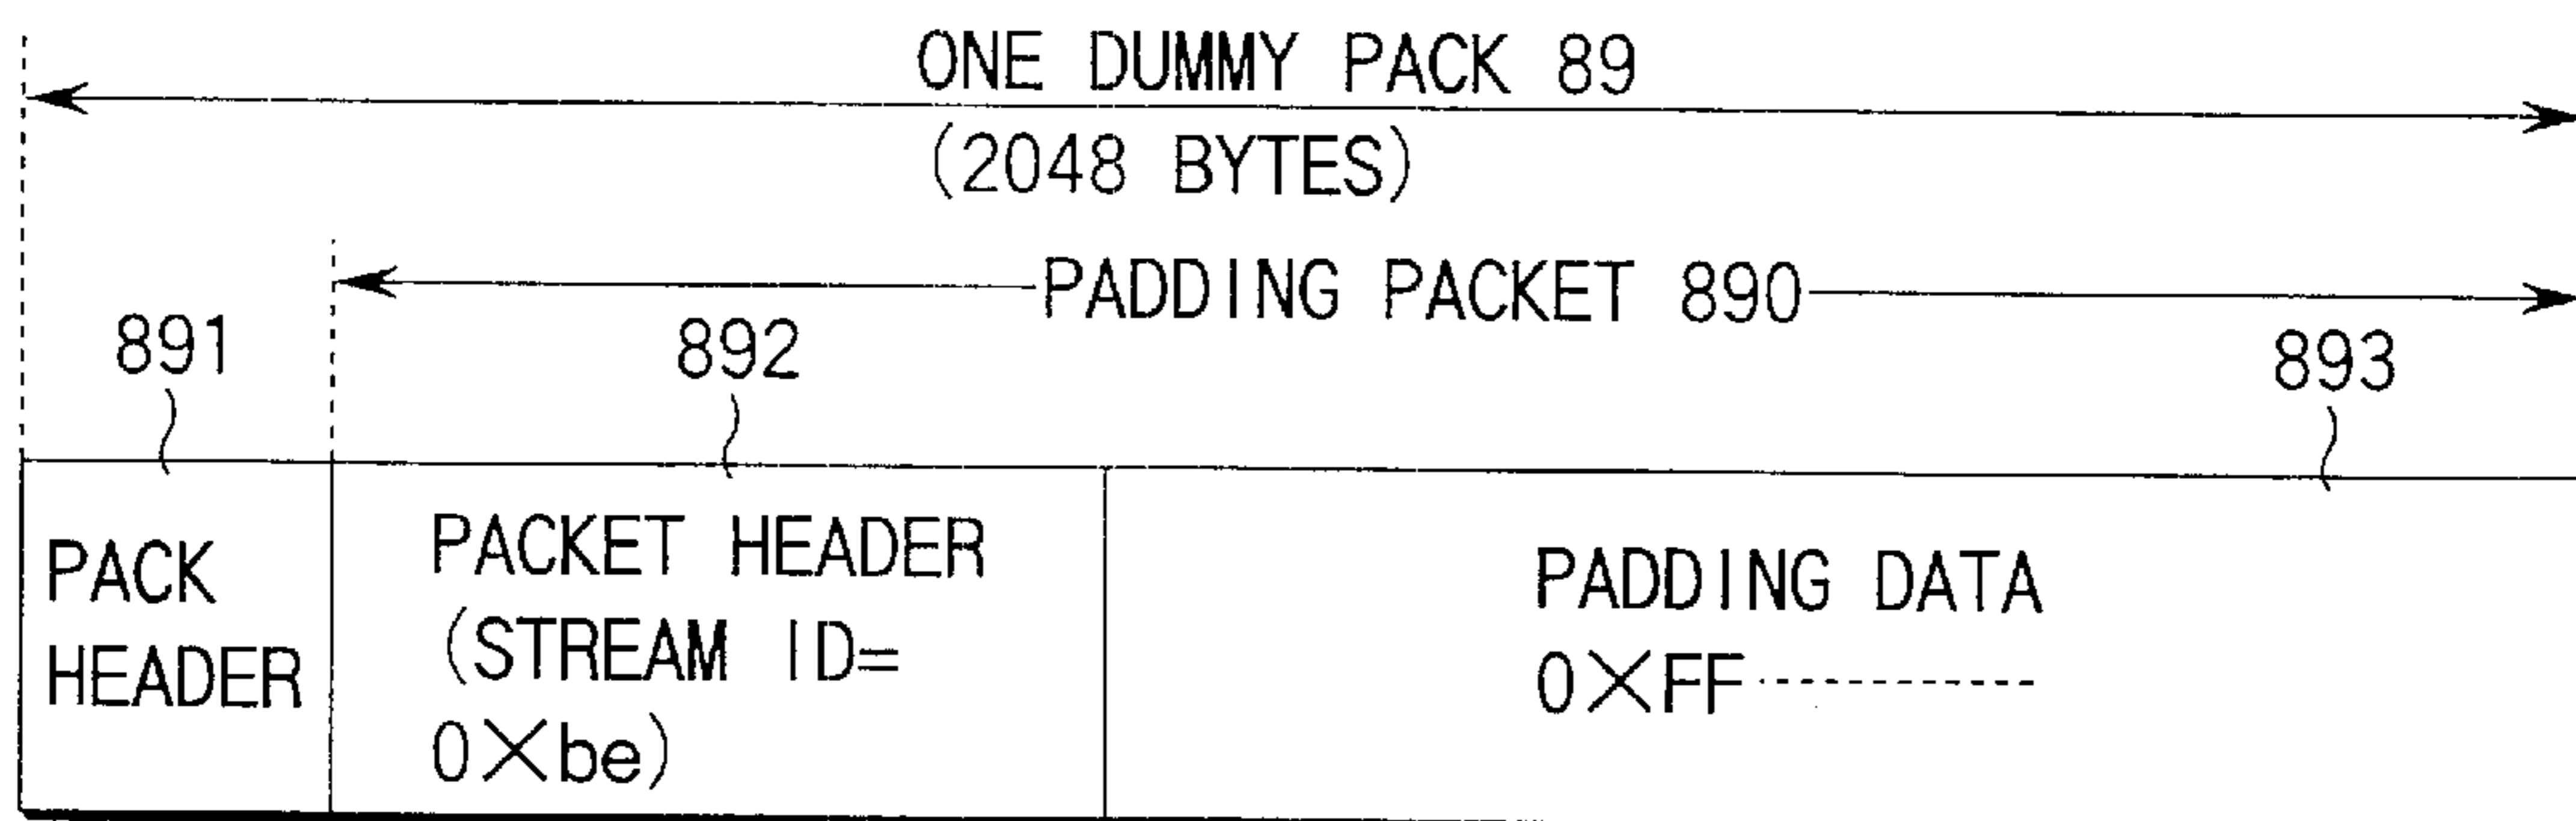 ONE DUMMY PACK 89
(2048 BYTES)
PADDING PACKET 890
891
892
893
PACK
HEADER
PACKET HEADER
(STREAM ID=
0×be)
PADDING DATA
0×FF----------